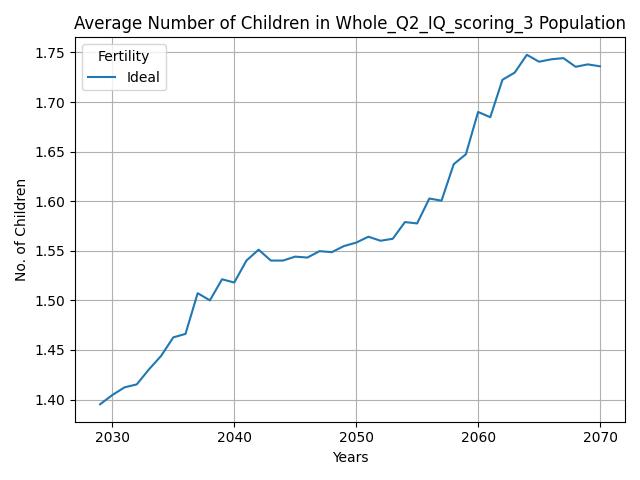 Average Number of Children in Whole_Q2_IQ_scoring_3 Population
Fertility
Ideal
No. of Children
1.75
1.70
1.65
1.60
1.55
1.50
1.45
1.40
2030 2040 2050 2060 2070
Years